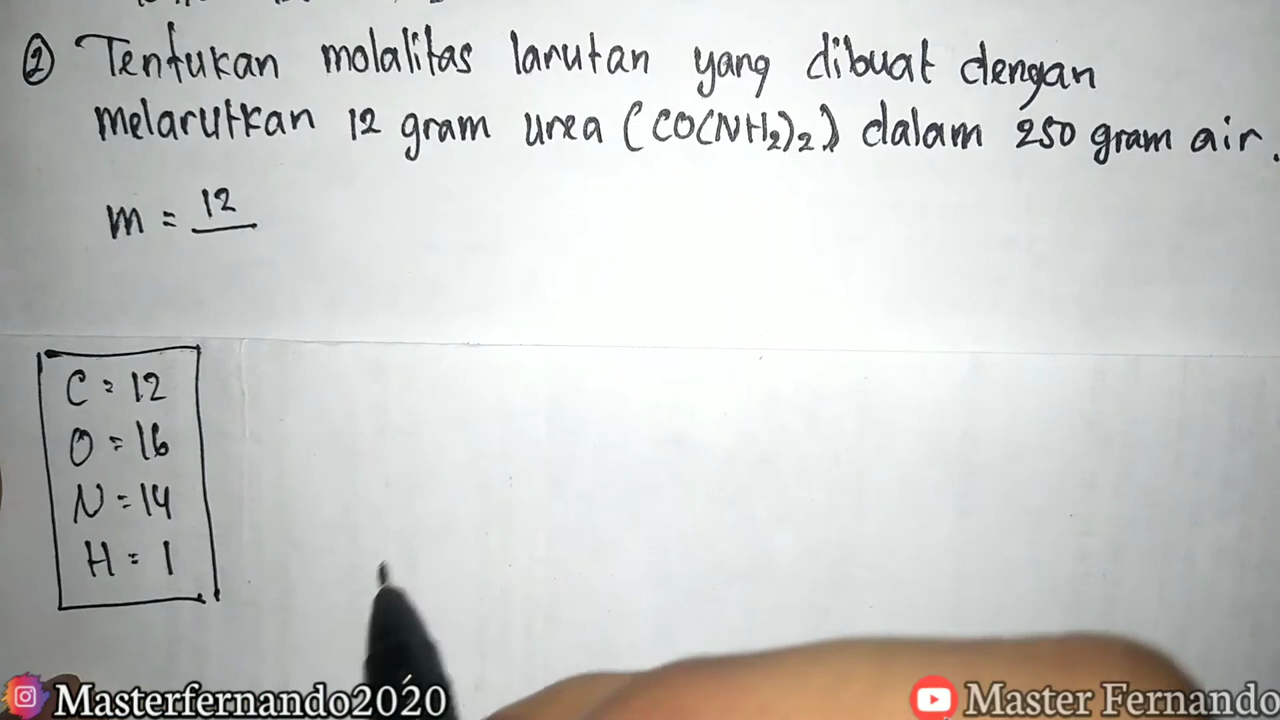 ② Tentukan molalitas larutan yang dibuat dengan
melarutkan 12 gram urea (CO(NH₂)₂) dalam 250 gram air.
m = 12
C = 12
O = 16
N = 14
H = 1
Masterfernando2020
Master Fernando